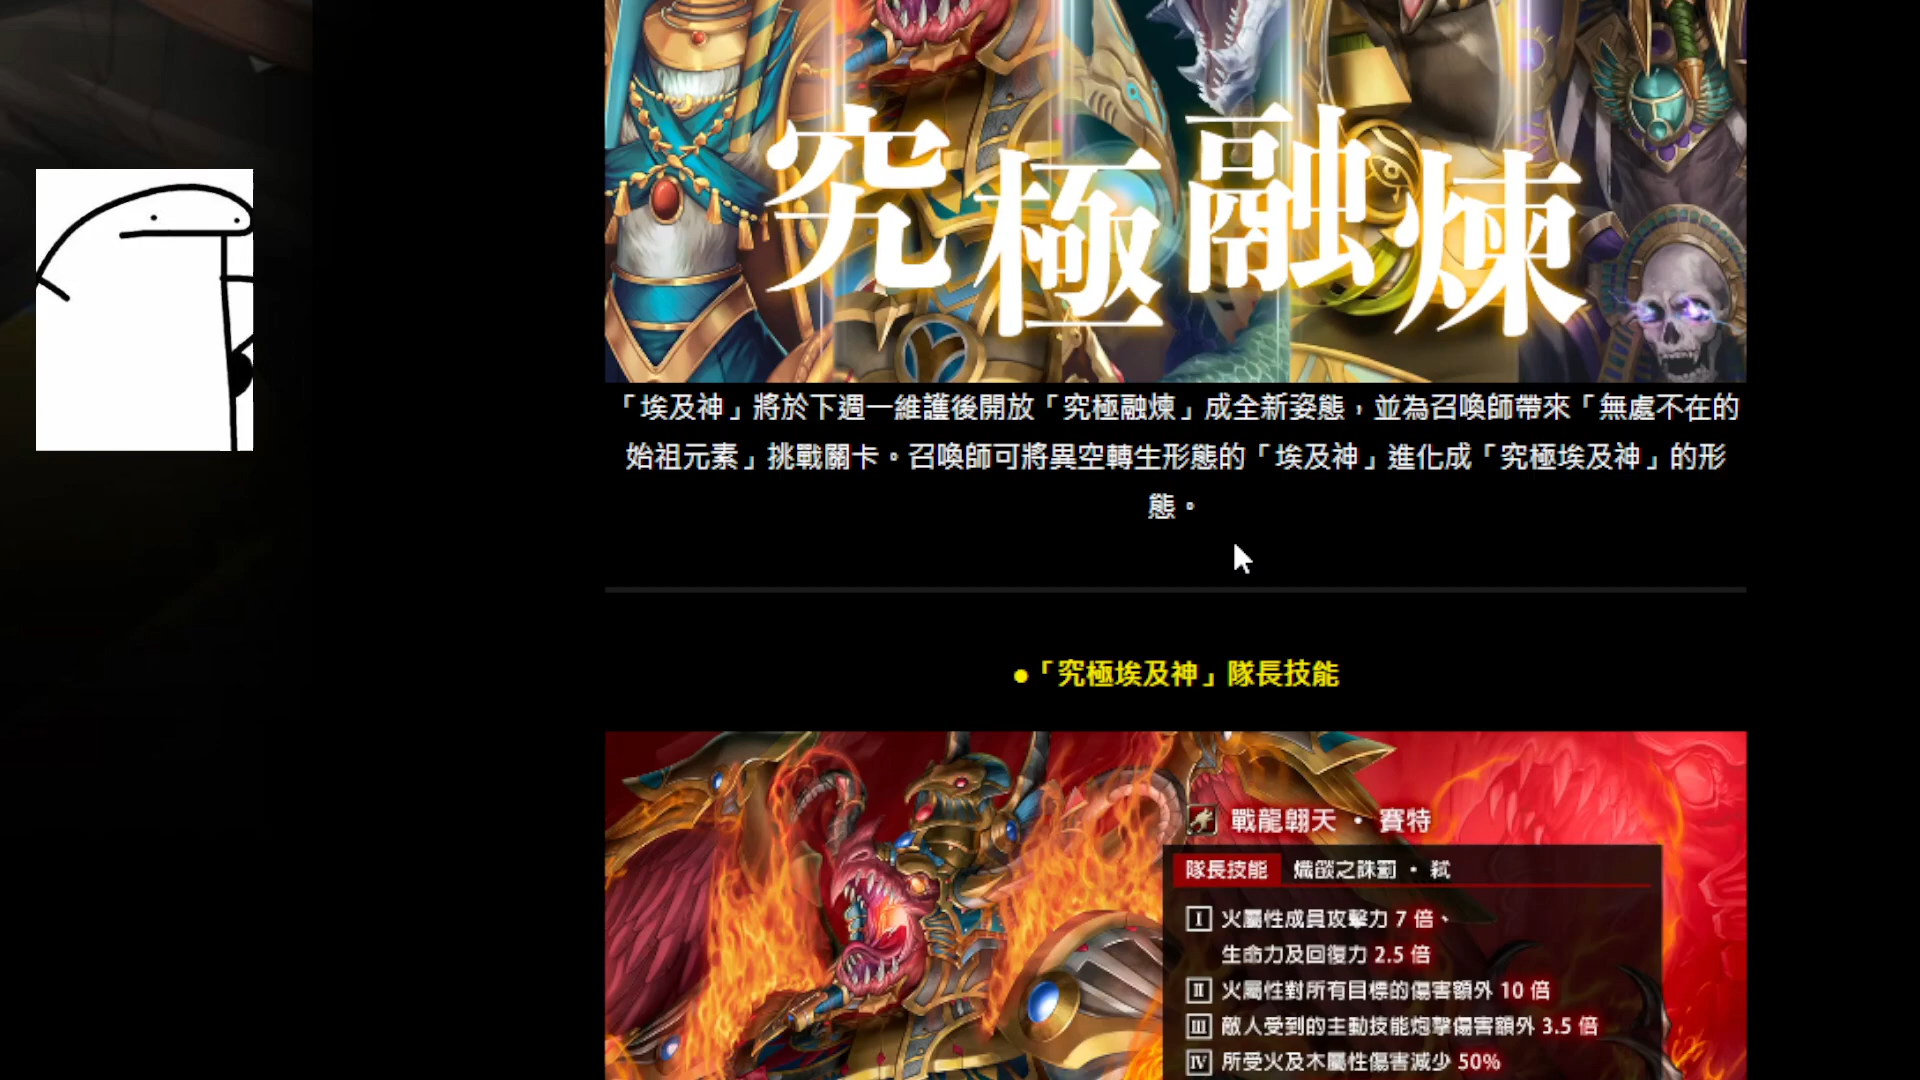 究極融煉
「埃及神」將於下週一維護後開放「究極融煉」成全新姿態，並為召喚師帶來「無處不在的
始祖元素」挑戰關卡。召喚師可將異空轉生形態的「埃及神」進化成「究極埃及神」的形
態。
●「究極埃及神」隊長技能
戰龍翱天 ‧ 賽特
隊長技能 熾燄之誅罰 ‧ 弒
I 火屬性成員攻擊力 7 倍、
生命力及回復力 2.5 倍
II 火屬性對所有目標的傷害額外 10 倍
III 敵人受到的主動技能炮擊傷害額外 3.5 倍
IV 所受火及木屬性傷害減少 50%